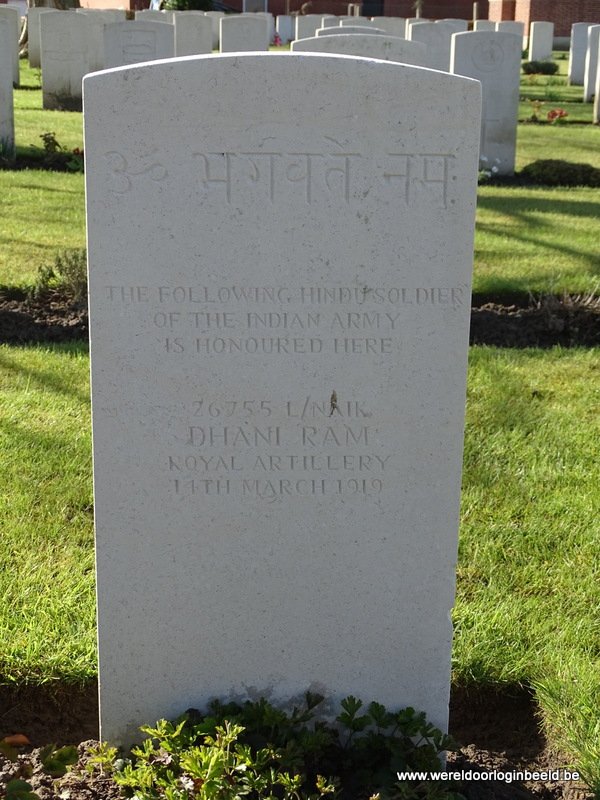 ॐ भगवते नमः
THE FOLLOWING HINDU SOLDIER
OF THE INDIAN ARMY
IS HONOURED HERE
26755 L/NAIK
DHANI RAM
ROYAL ARTILLERY
14TH MARCH 1919
www.wereldoorloginbeeld.be